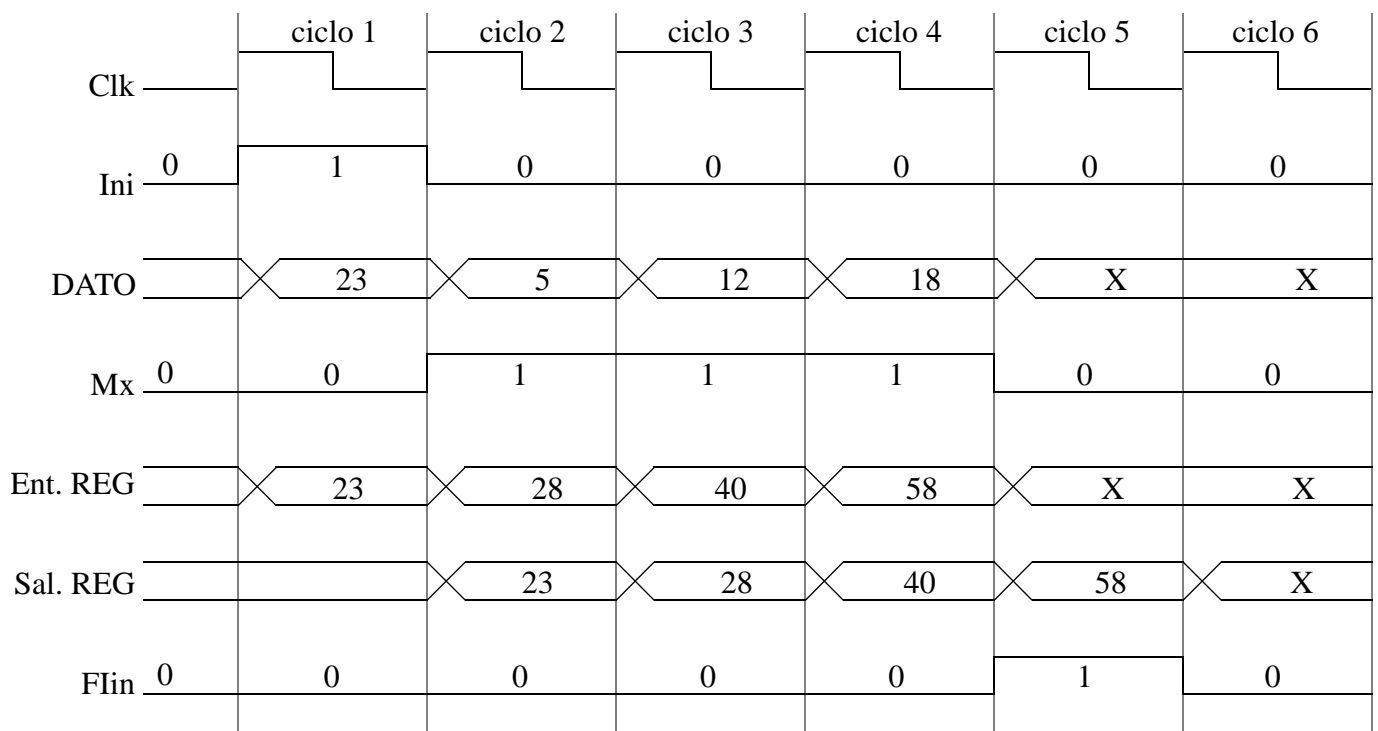 ciclo 1 ciclo 2 ciclo 3 ciclo 4 ciclo 5 ciclo 6
Clk
Ini 0 1 0 0 0 0 0
DATO 23 5 12 18 X X
Mx 0 0 1 1 1 0 0
Ent. REG 23 28 40 58 X X
Sal. REG 23 28 40 58 X
FIin 0 0 0 0 0 1 0